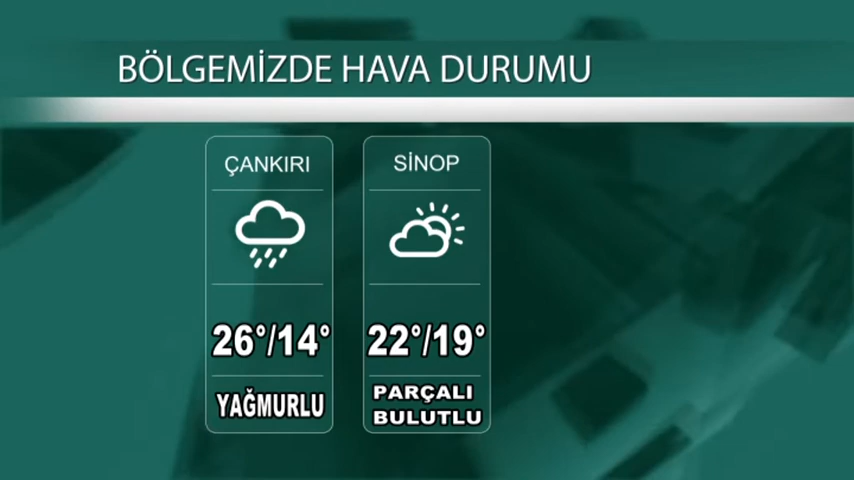 BÖLGEMİZDE HAVA DURUMU
ÇANKIRI
26°/14°
YAĞMURLU
SİNOP
22°/19°
PARÇALI
BULUTLU